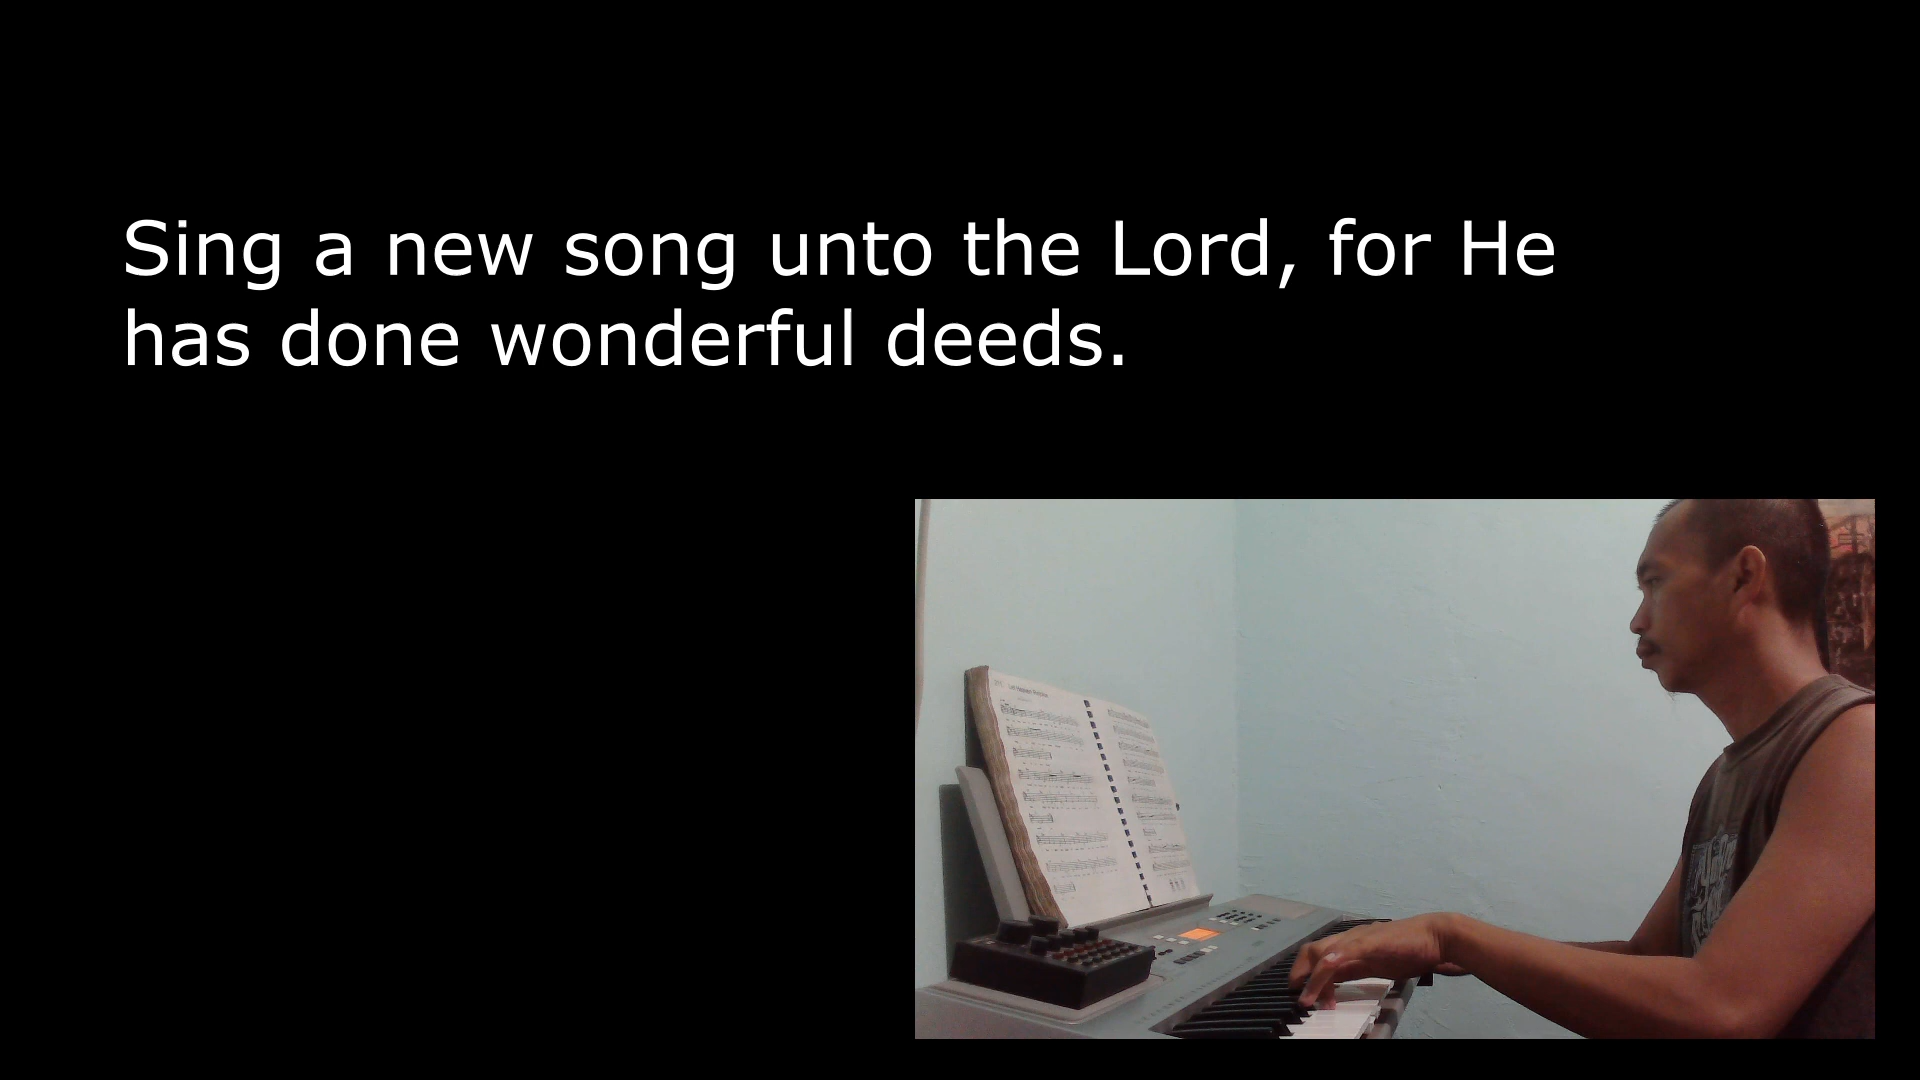 Sing a new song unto the Lord, for He
has done wonderful deeds.